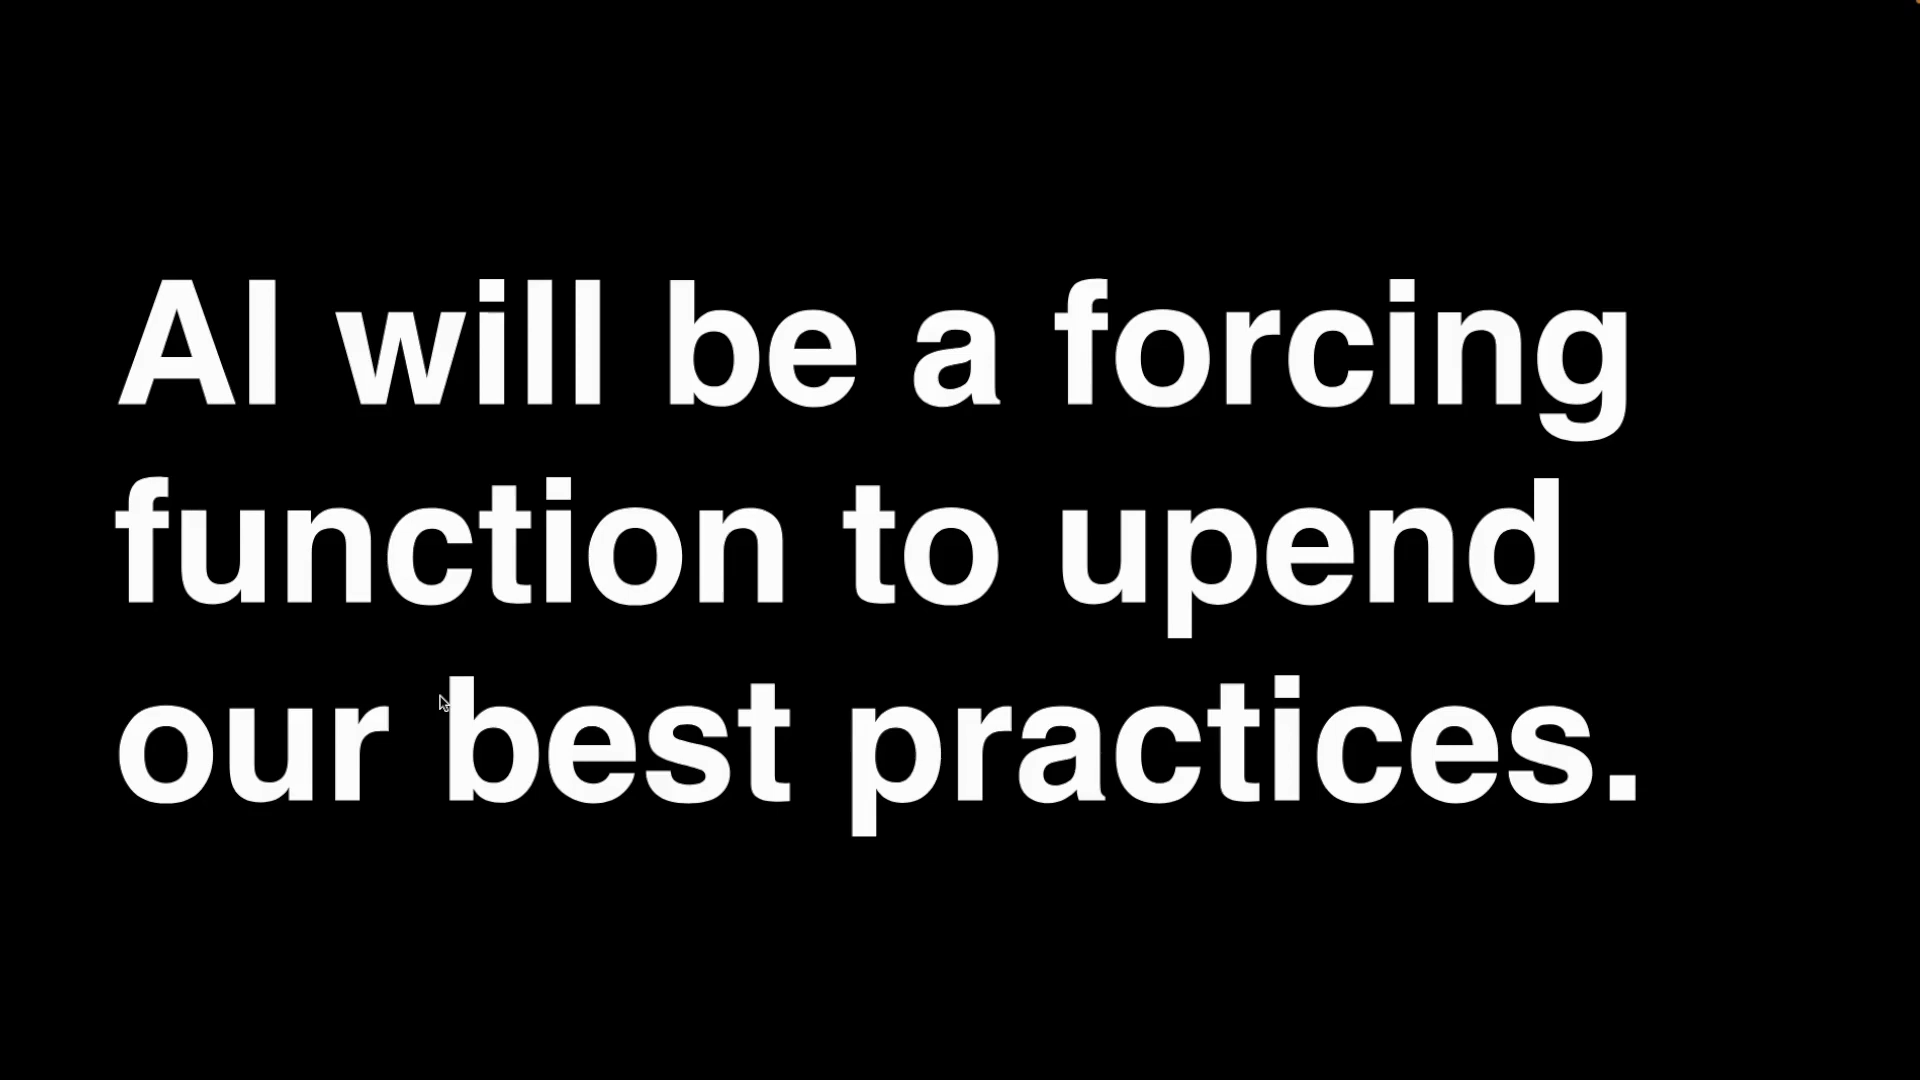 AI will be a forcing
function to upend
our best practices.